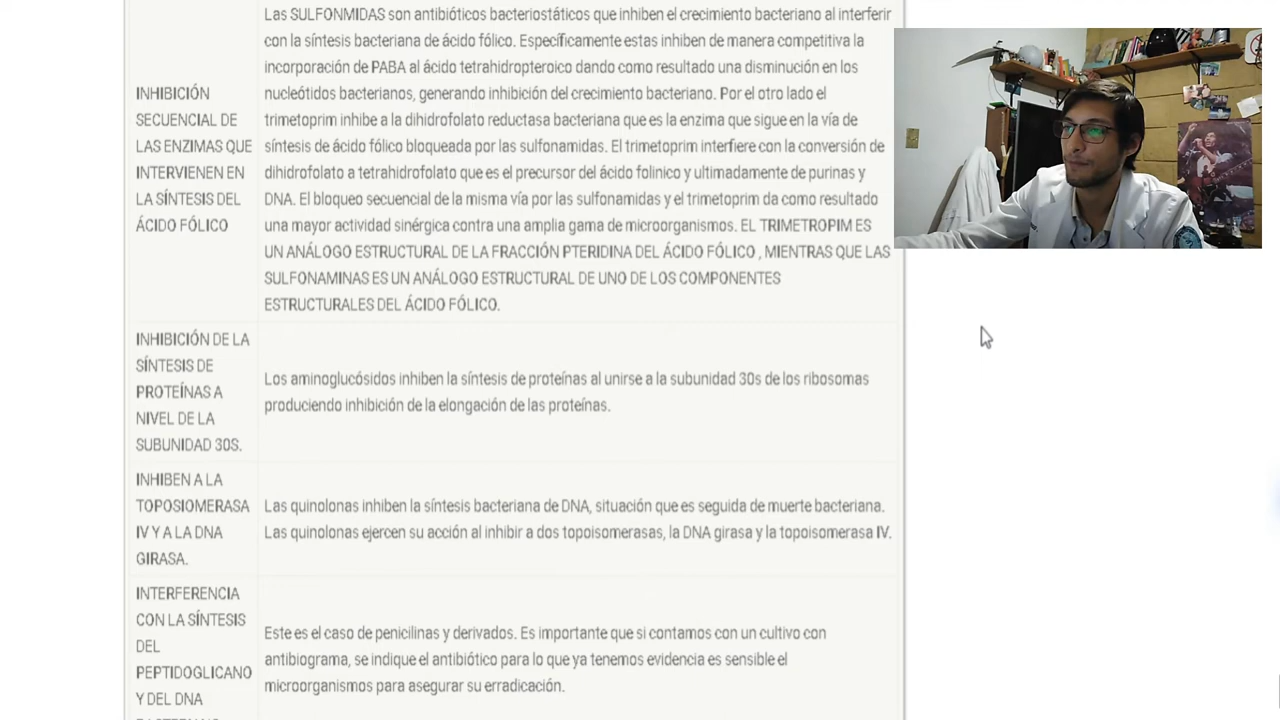 Las SULFONMIDAS son antibióticos bacteriostáticos que inhiben el crecimiento bacteriano al interferir
con la síntesis bacteriana de ácido fólico. Específicamente estas inhiben de manera competitiva la
incorporación de PABA al ácido tetrahidropteroico dando como resultado una disminución en los
nucleótidos bacterianos, generando inhibición del crecimiento bacteriano. Por el otro lado el
trimetoprim inhibe a la dihidrofolato reductasa bacteriana que es la enzima que sigue en la vía de
síntesis de ácido fólico bloqueada por las sulfonamidas. El trimetoprim interfiere con la conversión de
dihidrofolato a tetrahidrofolato que es el precursor del ácido folinico y ultimadamente de purinas y
DNA. El bloqueo secuencial de la misma vía por las sulfonamidas y el trimetoprim da como resultado
una mayor actividad sinérgica contra una amplia gama de microorganismos. EL TRIMETROPIM ES
UN ANÁLOGO ESTRUCTURAL DE LA FRACCIÓN PTERIDINA DEL ÁCIDO FÓLICO , MIENTRAS QUE LAS
SULFONAMINAS ES UN ANÁLOGO ESTRUCTURAL DE UNO DE LOS COMPONENTES
ESTRUCTURALES DEL ÁCIDO FÓLICO.
INHIBICIÓN
SECUENCIAL DE
LAS ENZIMAS QUE
INTERVIENEN EN
LA SÍNTESIS DEL
ÁCIDO FÓLICO
INHIBICIÓN DE LA
SÍNTESIS DE
PROTEÍNAS A
NIVEL DE LA
SUBUNIDAD 30S.
Los aminoglucósidos inhiben la síntesis de proteínas al unirse a la subunidad 30s de los ribosomas
produciendo inhibición de la elongación de las proteínas.
INHIBEN A LA
TOPOSIOMERASA
IV Y A LA DNA
GIRASA.
Las quinolonas inhiben la síntesis bacteriana de DNA, situación que es seguida de muerte bacteriana.
Las quinolonas ejercen su acción al inhibir a dos topoisomerasas, la DNA girasa y la topoisomerasa IV.
INTERFERENCIA
CON LA SÍNTESIS
DEL
PEPTIDOGLICANO
Y DEL DNA
Este es el caso de penicilinas y derivados. Es importante que si contamos con un cultivo con
antibiograma, se indique el antibiótico para lo que ya tenemos evidencia es sensible el
microorganismos para asegurar su erradicación.